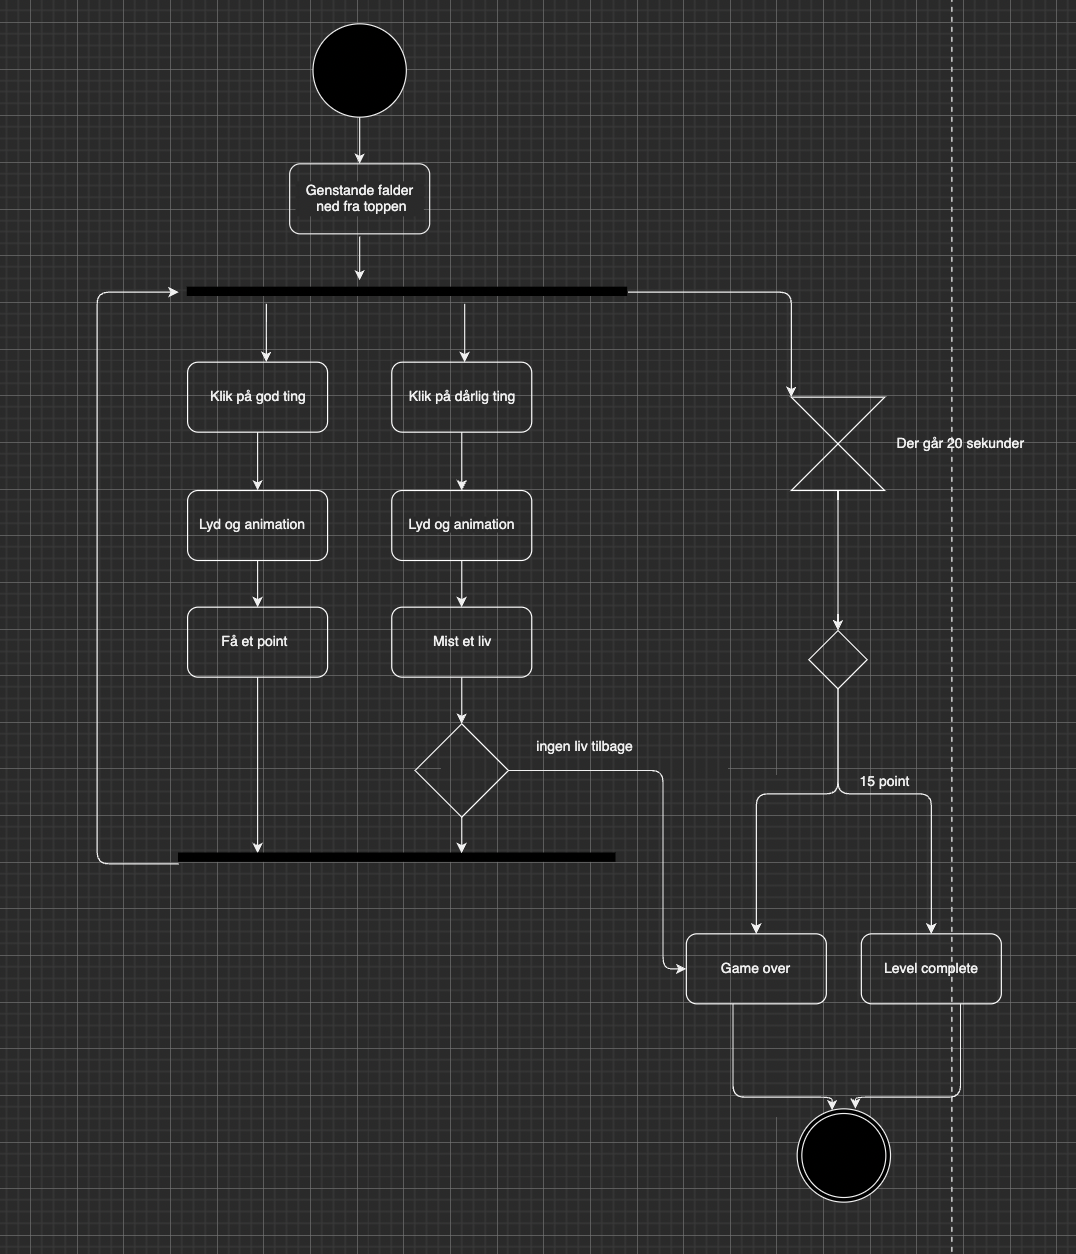 Genstande falder
ned fra toppen
Klik på god ting
Klik på dårlig ting
Der går 20 sekunder
Lyd og animation
Lyd og animation
Få et point
Mist et liv
ingen liv tilbage
15 point
Game over
Level complete